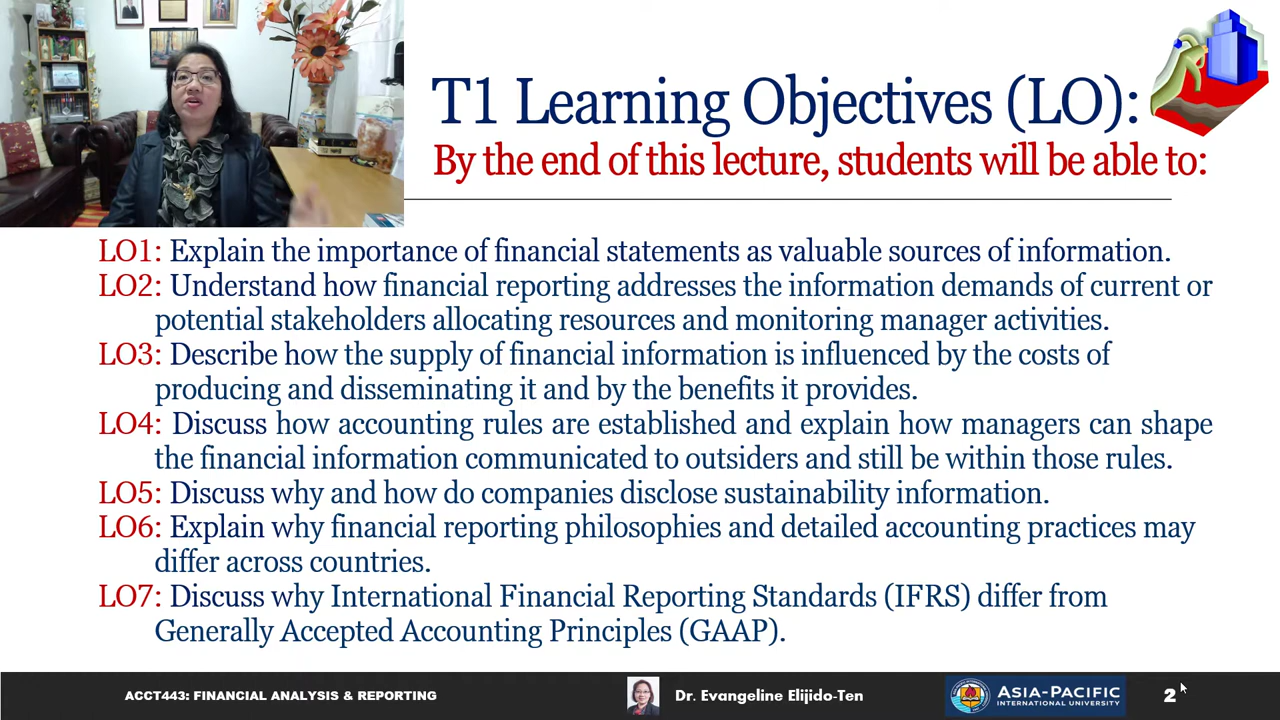 T1 Learning Objectives (LO):
By the end of this lecture, students will be able to:
LO1: Explain the importance of financial statements as valuable sources of information.
LO2: Understand how financial reporting addresses the information demands of current or
potential stakeholders allocating resources and monitoring manager activities.
LO3: Describe how the supply of financial information is influenced by the costs of
producing and disseminating it and by the benefits it provides.
LO4: Discuss how accounting rules are established and explain how managers can shape
the financial information communicated to outsiders and still be within those rules.
LO5: Discuss why and how do companies disclose sustainability information.
LO6: Explain why financial reporting philosophies and detailed accounting practices may
differ across countries.
LO7: Discuss why International Financial Reporting Standards (IFRS) differ from
Generally Accepted Accounting Principles (GAAP).
ACCT443: FINANCIAL ANALYSIS & REPORTING
Dr. Evangeline Elijido-Ten
ASIA-PACIFIC
INTERNATIONAL UNIVERSITY
2